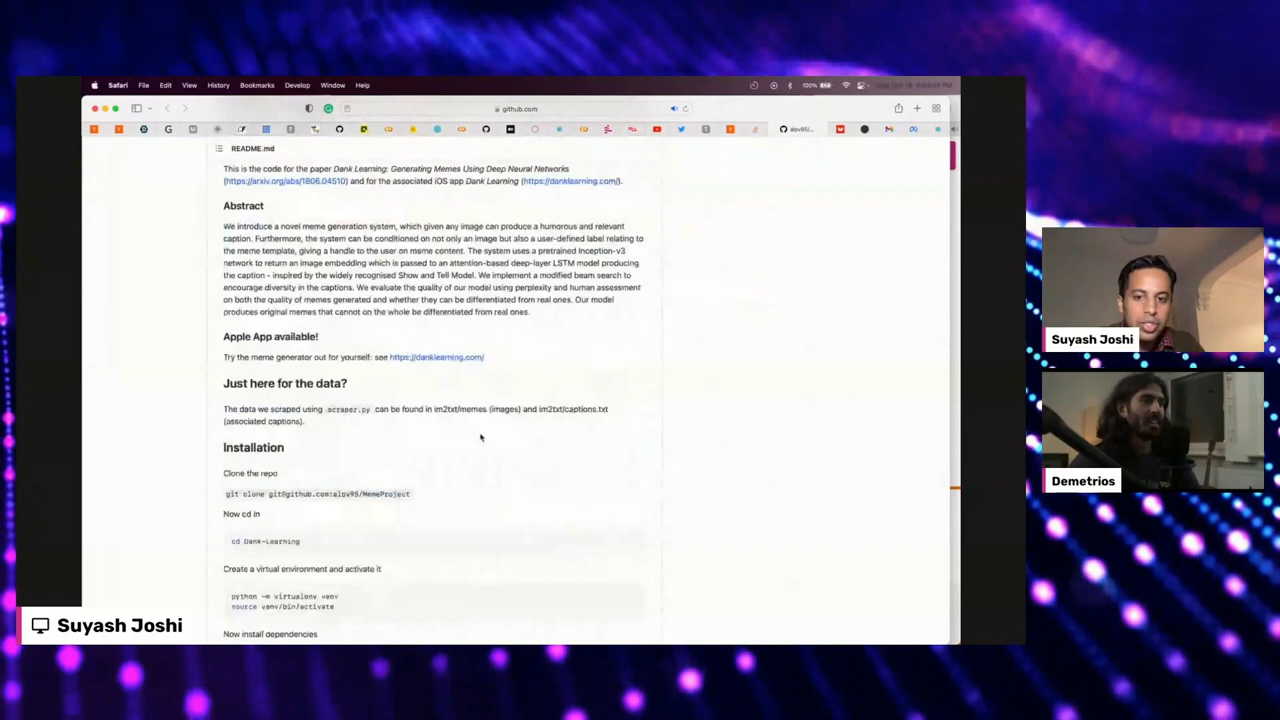 Safari File Edit View History Bookmarks Develop Window Help
100%
github.com
alpv95/...
README.md
This is the code for the paper Dank Learning: Generating Memes Using Deep Neural Networks
(https://arxiv.org/abs/1806.04510) and for the associated iOS app Dank Learning (https://danklearning.com/).
Abstract
We introduce a novel meme generation system, which given any image can produce a humorous and relevant
caption. Furthermore, the system can be conditioned on not only an image but also a user-defined label relating to
the meme template, giving a handle to the user on meme content. The system uses a pretrained Inception-v3
network to return an image embedding which is passed to an attention-based deep-layer LSTM model producing
the caption - inspired by the widely recognised Show and Tell Model. We implement a modified beam search to
encourage diversity in the captions. We evaluate the quality of our model using perplexity and human assessment
on both the quality of memes generated and whether they can be differentiated from real ones. Our model
produces original memes that cannot on the whole be differentiated from real ones.
Apple App available!
Try the meme generator out for yourself: see https://danklearning.com/
Just here for the data?
The data we scraped using scraper.py can be found in im2txt/memes (images) and im2txt/captions.txt
(associated captions).
Installation
Clone the repo
git clone git@github.com:alpv95/MemeProject
Now cd in
cd Dank-Learning
Create a virtual environment and activate it
python -m virtualenv venv
source venv/bin/activate
Now install dependencies
Suyash Joshi
Suyash Joshi
Demetrios